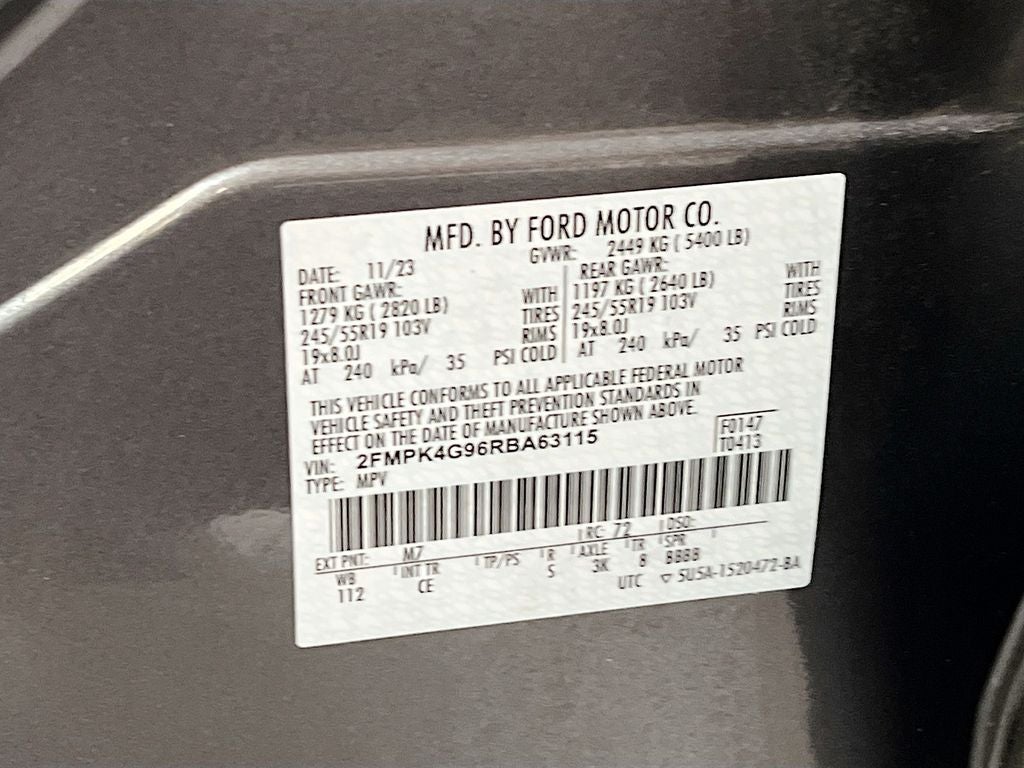 MFD. BY FORD MOTOR CO.
DATE: 11/23 GVWR: 2449 KG ( 5400 LB)
FRONT GAWR: REAR GAWR:
1279 KG ( 2820 LB) WITH 1197 KG ( 2640 LB) WITH
245/55R19 103V TIRES 245/55R19 103V TIRES
19x8.0J RIMS 19x8.0J RIMS
AT 240 kPa/ 35 PSI COLD AT 240 kPa/ 35 PSI COLD
THIS VEHICLE CONFORMS TO ALL APPLICABLE FEDERAL MOTOR
VEHICLE SAFETY AND THEFT PREVENTION STANDARDS IN
EFFECT ON THE DATE OF MANUFACTURE SHOWN ABOVE.
VIN: 2FMPK4G96RBA63115 F0147
TYPE: MPV T0413
EXT PNT: M7 RC: 72 DSO:
WB INT TR TP/PS R AXLE TR SPR
112 CE S 3K 8 BBBB
UTC ▽ 5U5A-1520472-BA